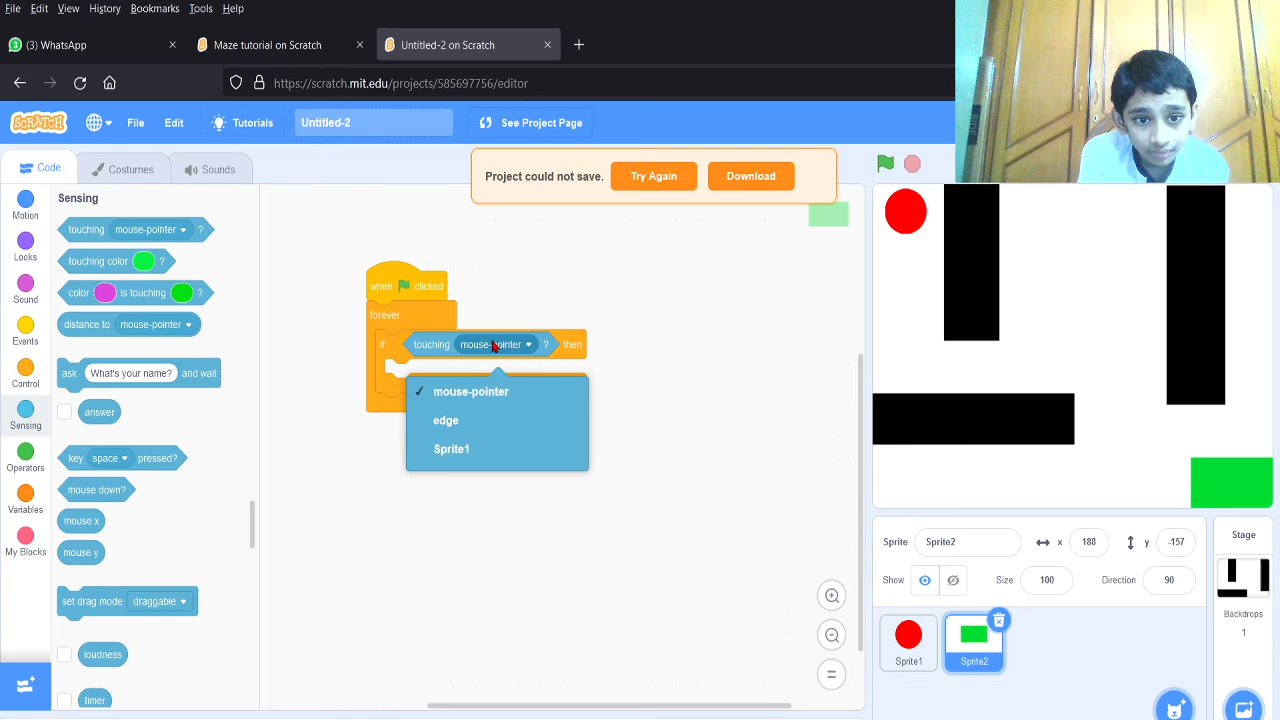 File Edit View History Bookmarks Tools Help
(3) WhatsApp
Maze tutorial on Scratch
Untitled-2 on Scratch
https://scratch.mit.edu/projects/585697756/editor
SCRATCH
File
Edit
Tutorials
Untitled-2
See Project Page
Code
Costumes
Sounds
Project could not save.
Try Again
Download
Motion
Looks
Sound
Events
Control
Sensing
Operators
Variables
My Blocks
Sensing
touching mouse-pointer ?
touching color ?
color is touching ?
distance to mouse-pointer
ask What's your name? and wait
answer
key space pressed?
mouse down?
mouse x
mouse y
set drag mode draggable
loudness
timer
when clicked
forever
if touching mouse-pointer ? then
✓ mouse-pointer
edge
Sprite1
Sprite Sprite2 x 188 y -157
Show Size 100 Direction 90
Sprite1
Sprite2
Stage
Backdrops
1